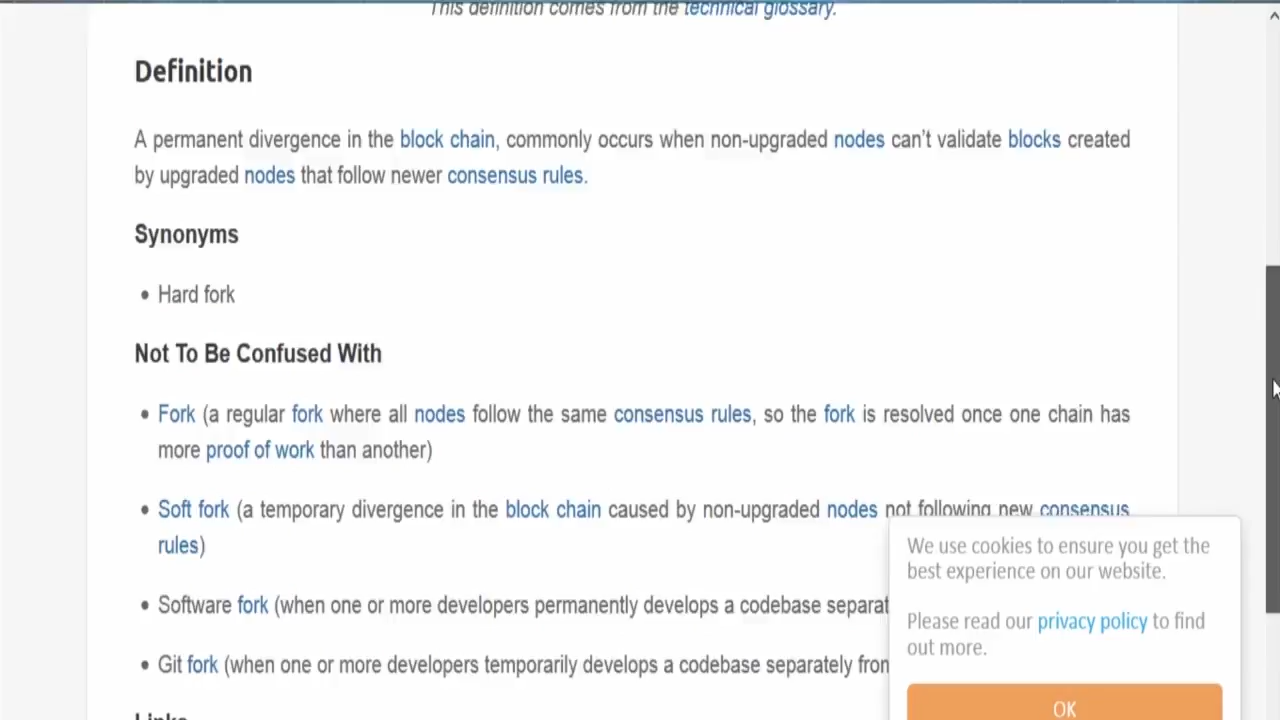 This definition comes from the technical glossary.
Definition
A permanent divergence in the block chain, commonly occurs when non-upgraded nodes can't validate blocks created
by upgraded nodes that follow newer consensus rules.
Synonyms
• Hard fork
Not To Be Confused With
• Fork (a regular fork where all nodes follow the same consensus rules, so the fork is resolved once one chain has
more proof of work than another)
• Soft fork (a temporary divergence in the block chain caused by non-upgraded nodes not following new consensus
rules)
• Software fork (when one or more developers permanently develops a codebase separat
• Git fork (when one or more developers temporarily develops a codebase separately from
Links
We use cookies to ensure you get the
best experience on our website.
Please read our privacy policy to find
out more.
OK